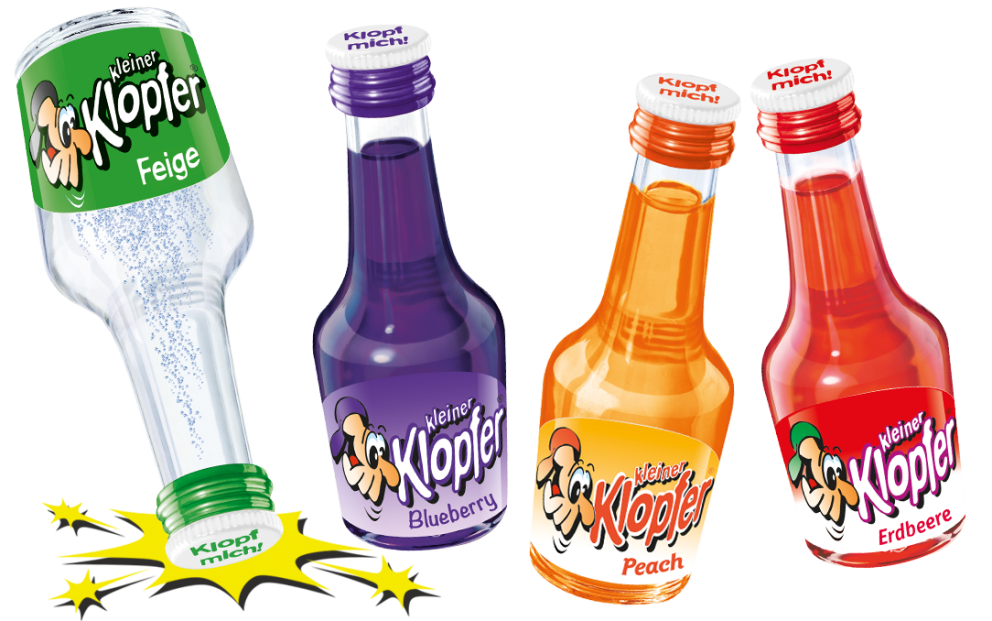 kleiner
Klopfer
Feige
Klopf
mich!
Klopf
mich!
kleiner
Klopfer
Blueberry
Klopf
mich!
kleiner
Klopfer
Peach
Klopf
mich!
kleiner
Klopfer
Erdbeere